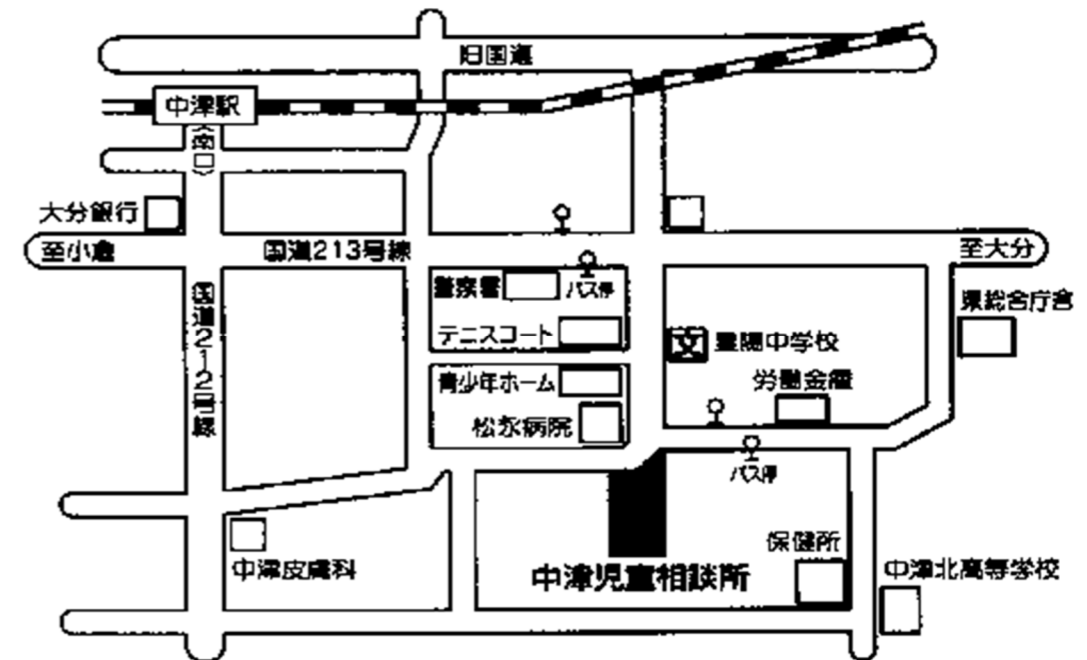 旧国道
中津駅
(南口)
大分銀行
至小倉
国道213号線
至大分
国道212号線
警察署
バス停
県総合庁舎
テニスコート
文
豊陽中学校
青少年ホーム
労働金庫
松永病院
バス停
保健所
中津皮膚科
中津児童相談所
中津北高等学校